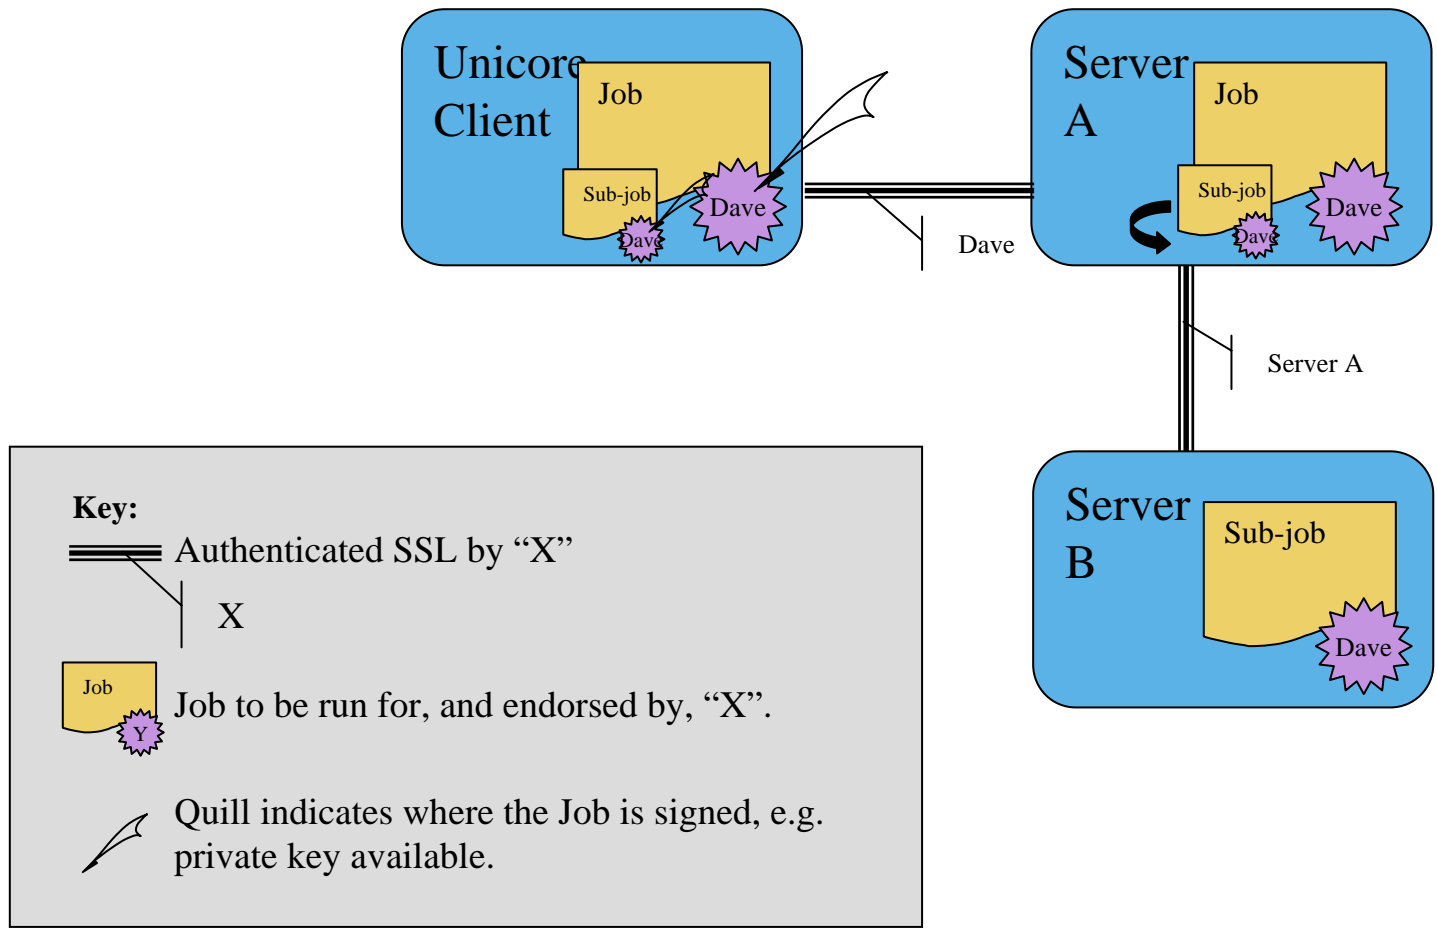 Unicore
Client
Job
Sub-job
Dave
Dave
Dave
Server
A
Job
Sub-job
Dave
Dave
Server A
Server
B
Sub-job
Dave
Key:
Authenticated SSL by “X”
X
Job
Y
Job to be run for, and endorsed by, “X”.
Quill indicates where the Job is signed, e.g.
private key available.